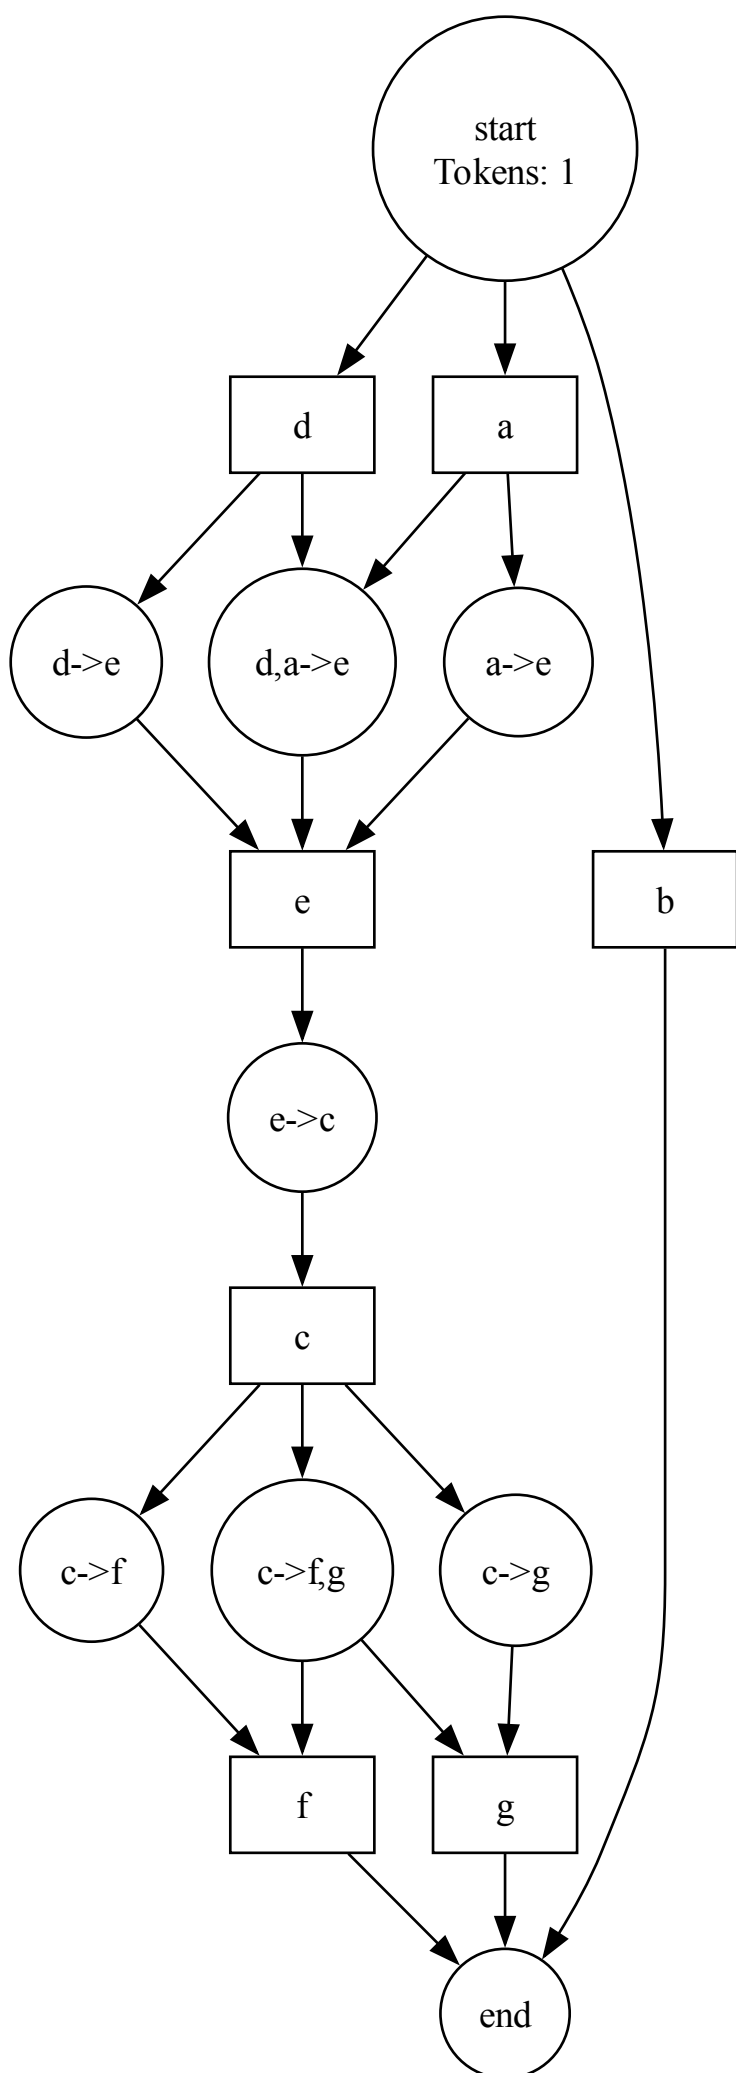 start
Tokens: 1
d
a
d->e
d,a->e
a->e
e
b
e->c
c
c->f
c->f,g
c->g
f
g
end